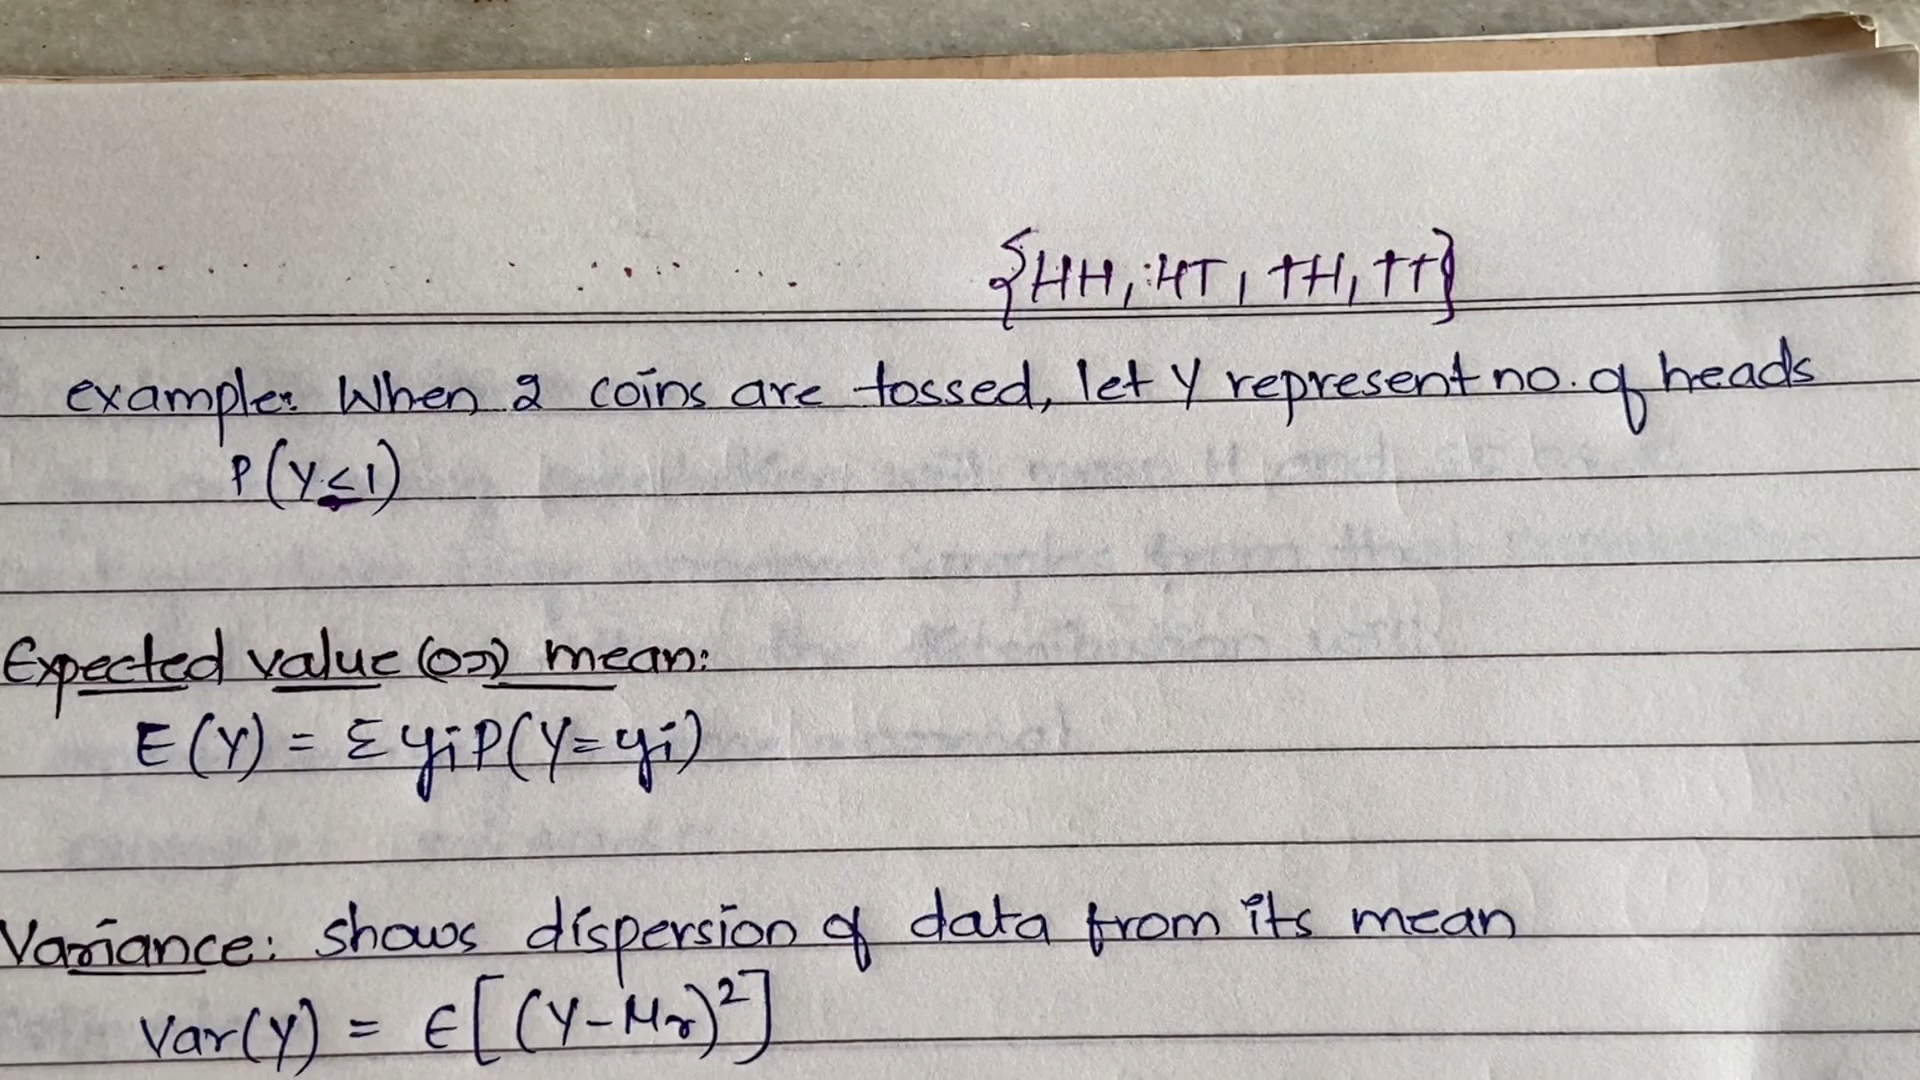 {HH, HT, TH, TT}
example: When 2 coins are tossed, let Y represent no. of heads
P(Y≤1)
Expected value (or) mean:
E(Y) = Σ yi P(Y=yi)
Variance: shows dispersion of data from its mean
Var(Y) = E[(Y-μr)²]